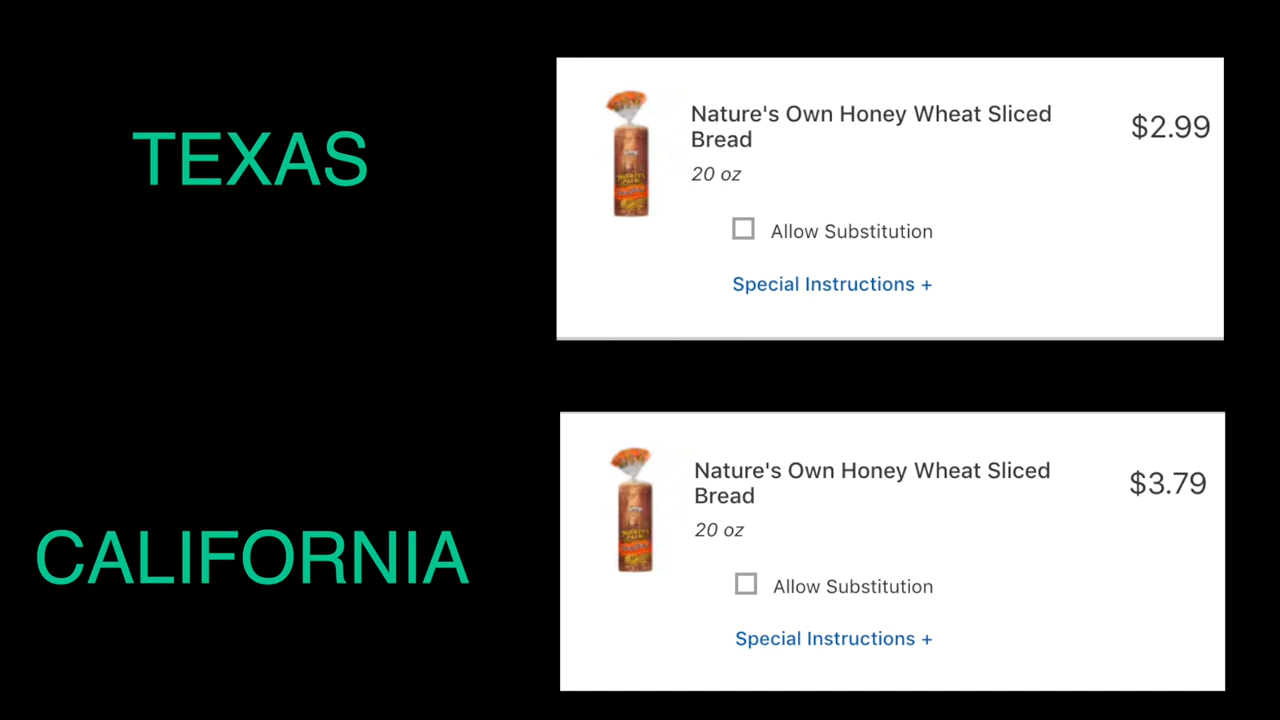 TEXAS
Nature's Own Honey Wheat Sliced
Bread
$2.99
20 oz
Allow Substitution
Special Instructions +
CALIFORNIA
Nature's Own Honey Wheat Sliced
Bread
$3.79
20 oz
Allow Substitution
Special Instructions +